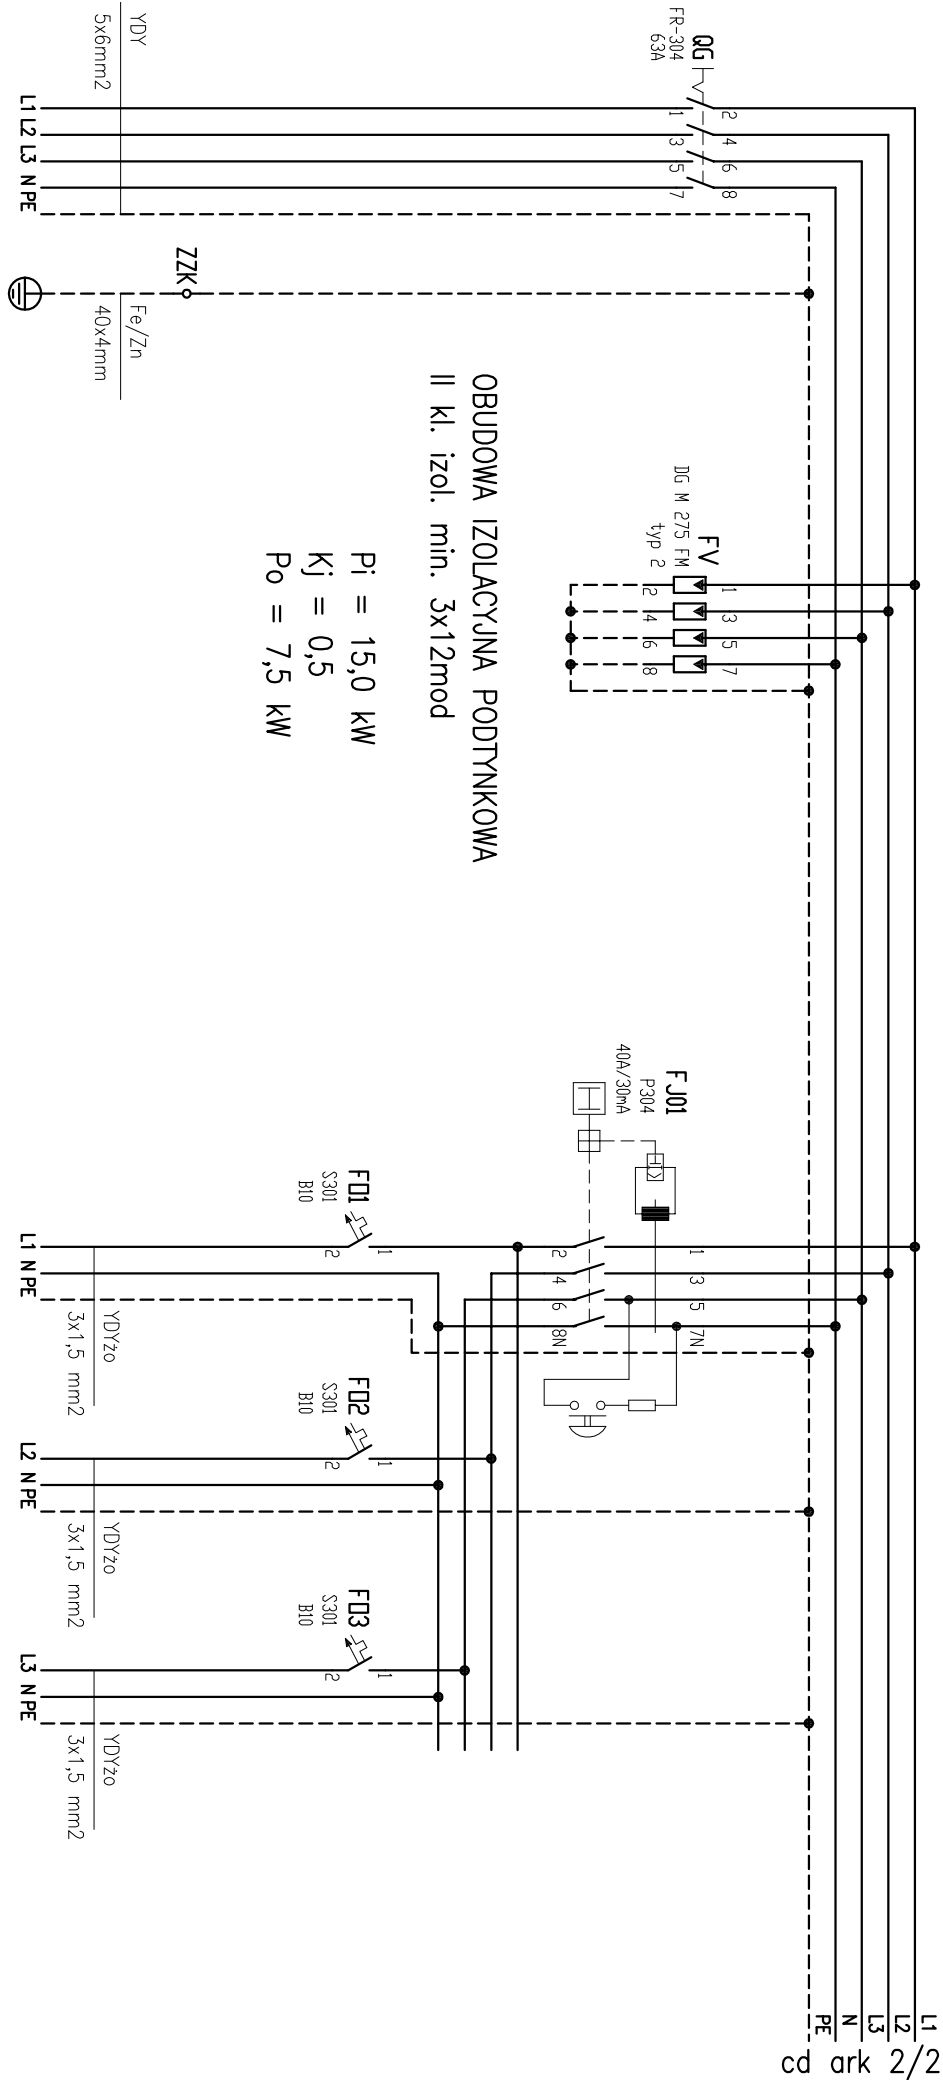 L1
L2
L3
N
PE
cd ark 2/2
QG
FR-304
63A
2
4
6
8
1
3
5
7
FV
DG M 275 FM
typ 2
1
3
5
7
2
4
6
8
FJ01
P304
40A/30mA
H
1
3
5
7N
2
4
6
8N
OBUDOWA IZOLACYJNA PODTYNKOWA
II kl. izol. min. 3x12mod
Pi = 15,0 kW
Kj = 0,5
Po = 7,5 kW
F01
S301
B10
1
2
F02
S301
B10
1
2
F03
S301
B10
1
2
ZZK
YDY
5x6mm2
Fe/Zn
40x4mm
YDYżo
3x1,5 mm2
YDYżo
3x1,5 mm2
YDYżo
3x1,5 mm2
L1 L2 L3 N PE
L1 N PE
L2 N PE
L3 N PE